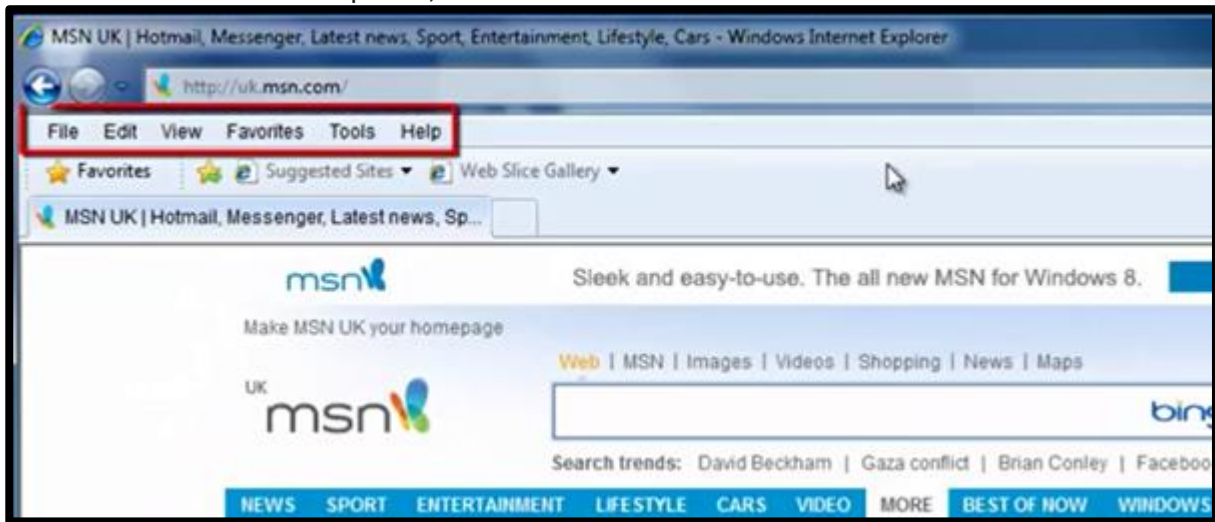 MSN UK | Hotmail, Messenger, Latest news, Sport, Entertainment, Lifestyle, Cars - Windows Internet Explorer
http://uk.msn.com/
File Edit View Favorites Tools Help
Favorites Suggested Sites Web Slice Gallery
MSN UK | Hotmail, Messenger, Latest news, Sp...
msn Sleek and easy-to-use. The all new MSN for Windows 8.
Make MSN UK your homepage
Web | MSN | Images | Videos | Shopping | News | Maps
UK
msn
bing
Search trends: David Beckham | Gaza conflict | Brian Conley | Faceboo
NEWS SPORT ENTERTAINMENT LIFESTYLE CARS VIDEO MORE BEST OF NOW WINDOWS